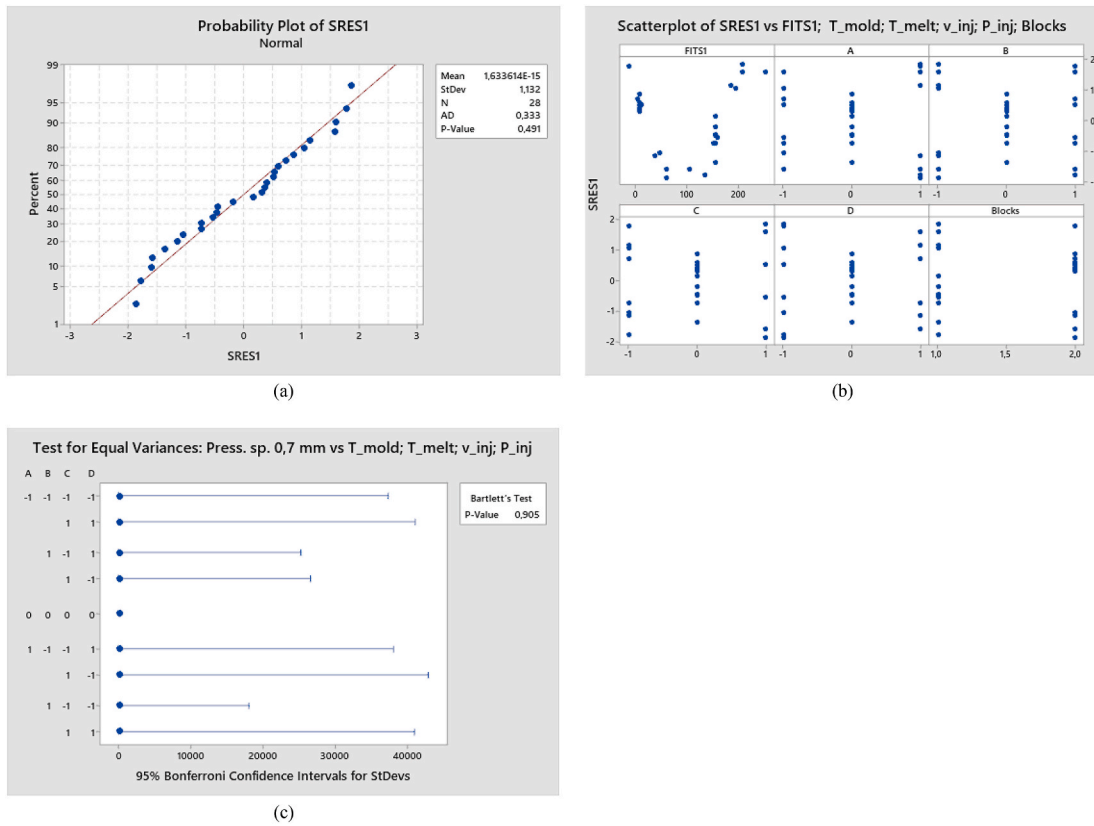 Probability Plot of SRES1
Normal
99
95
90
80
70
60
50
40
30
20
10
5
1
Percent
-3 -2 -1 0 1 2 3
SRES1
Mean 1,633614E-15
StDev 1,132
N 28
AD 0,333
P-Value 0,491
(a)
Scatterplot of SRES1 vs FITS1; T_mold; T_melt; v_inj; P_inj; Blocks
FITS1 A B
2
1
0
-
-
0 100 200 -1 0 1 -1 0 1
SRES1
C D Blocks
2
1
0
-1
-2
-1 0 1 -1 0 1 1,0 1,5 2,0
(b)
Test for Equal Variances: Press. sp. 0,7 mm vs T_mold; T_melt; v_inj; P_inj
A B C D
-1 -1 -1 -1
1 1
1 -1 1
1 -1
0 0 0 0
1 -1 -1 1
1 -1
1 -1 -1
1 1
0 10000 20000 30000 40000
95% Bonferroni Confidence Intervals for StDevs
Bartlett's Test
P-Value 0,905
(c)